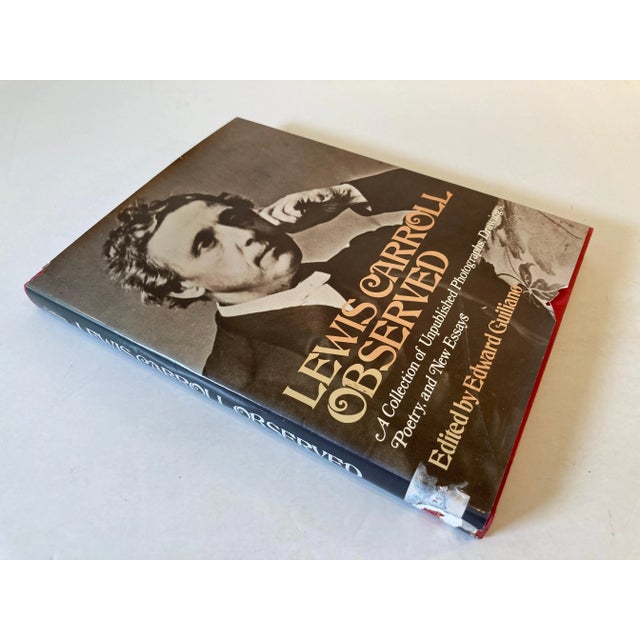 LEWIS CARROLL
OBSERVED
A Collection of Unpublished Photographs, Drawings,
Poetry, and New Essays
Edited by Edward Guiliano
LEWIS CARROLL OBSERVED